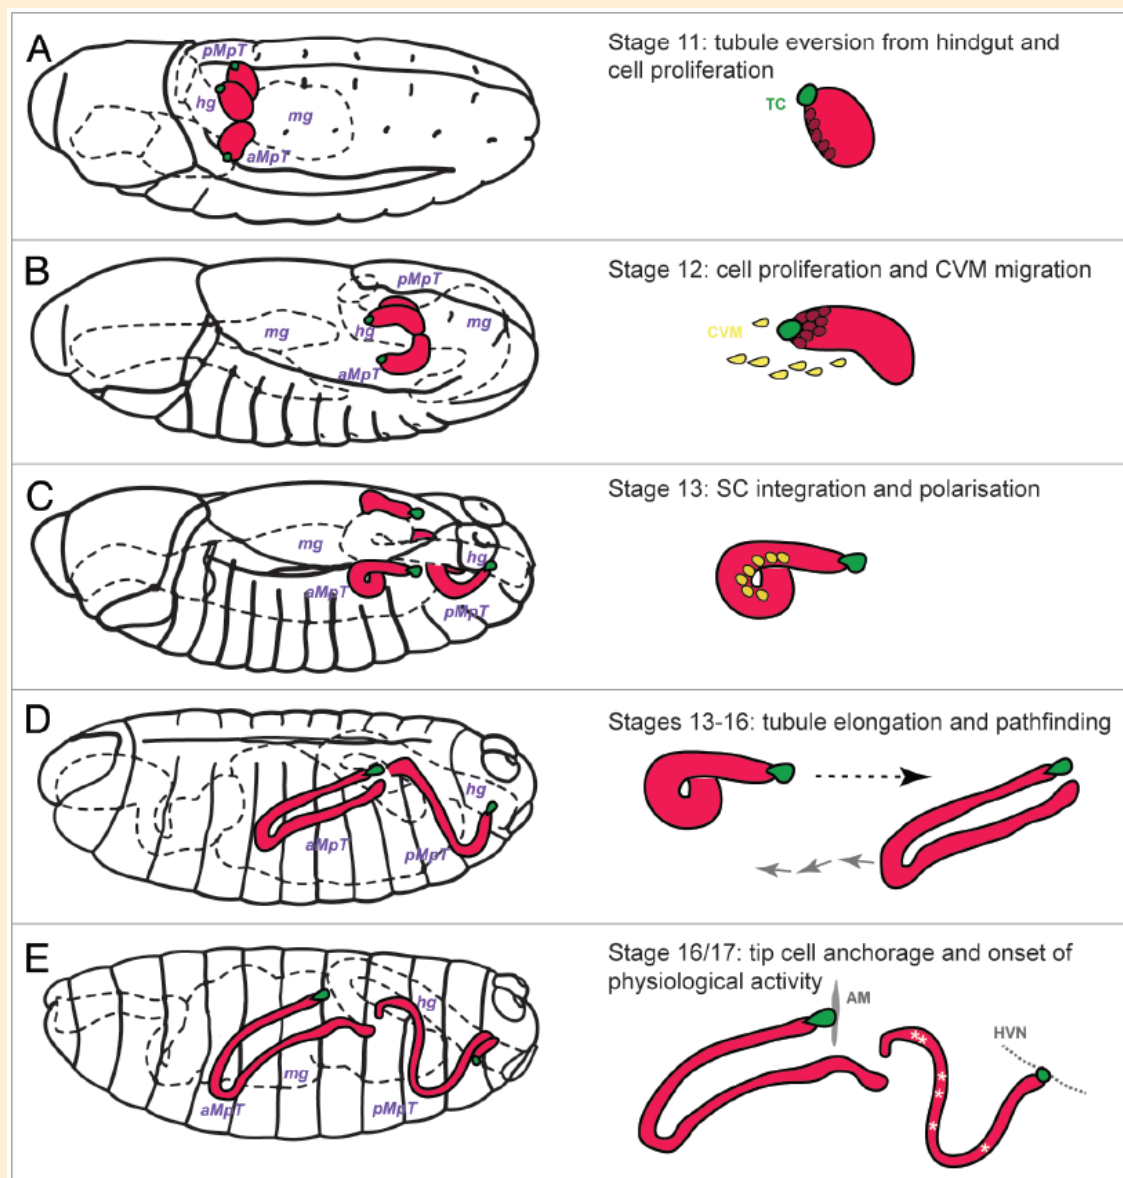 A
pMpT
hg
mg
aMpT
Stage 11: tubule eversion from hindgut and
cell proliferation
TC
B
pMpT
mg
hg
mg
aMpT
Stage 12: cell proliferation and CVM migration
CVM
C
mg
hg
aMpT
pMpT
Stage 13: SC integration and polarisation
D
hg
aMpT
pMpT
Stages 13-16: tubule elongation and pathfinding
E
hg
mg
aMpT
pMpT
Stage 16/17: tip cell anchorage and onset of
physiological activity
AM
HVN